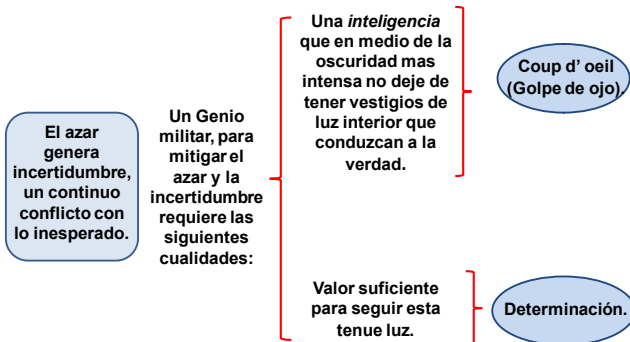 El azar
genera
incertidumbre,
un continuo
conflicto con
lo inesperado.
Un Genio
militar, para
mitigar el
azar y la
incertidumbre
requiere las
siguientes
cualidades:
Una inteligencia
que en medio de la
oscuridad mas
intensa no deje de
tener vestigios de
luz interior que
conduzcan a la
verdad.
Coup d' oeil
(Golpe de ojo).
Valor suficiente
para seguir esta
tenue luz.
Determinación.